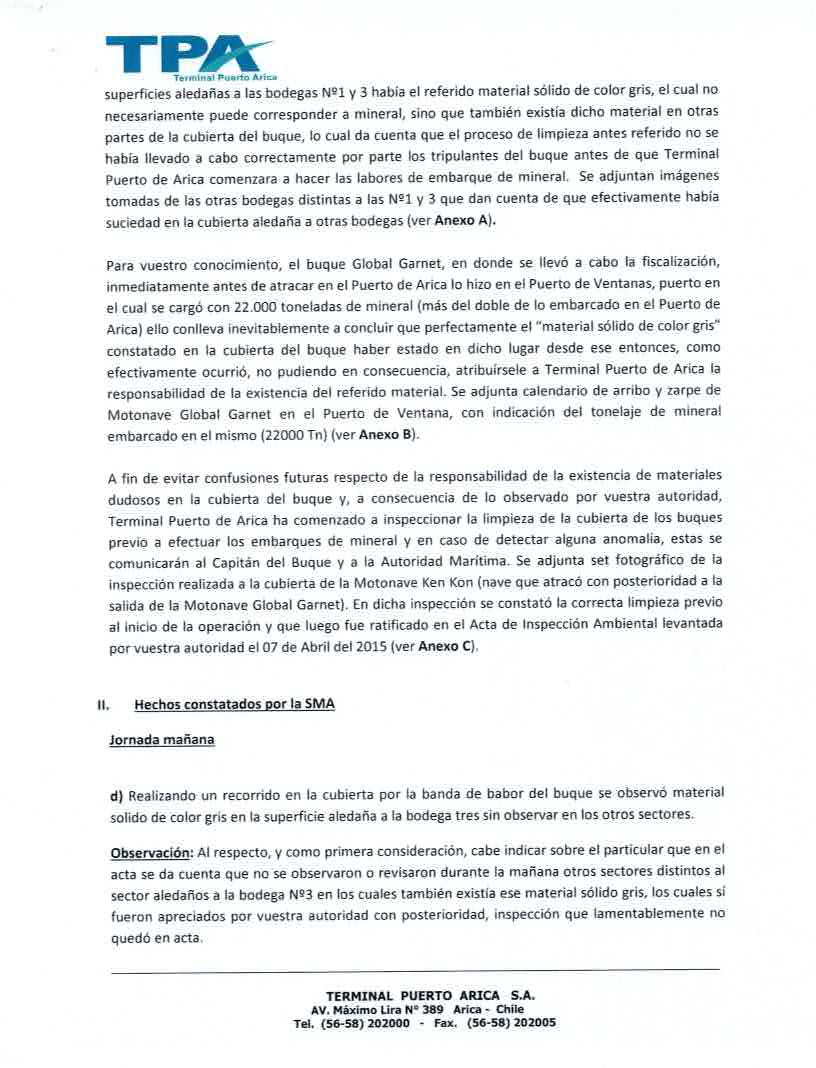 TPA
Terminal Puerto Arica
superficies aledañas a las bodegas Nº1 y 3 había el referido material sólido de color gris, el cual no
necesariamente puede corresponder a mineral, sino que también existía dicho material en otras
partes de la cubierta del buque, lo cual da cuenta que el proceso de limpieza antes referido no se
había llevado a cabo correctamente por parte los tripulantes del buque antes de que Terminal
Puerto de Arica comenzara a hacer las labores de embarque de mineral. Se adjuntan imágenes
tomadas de las otras bodegas distintas a las Nº1 y 3 que dan cuenta de que efectivamente había
suciedad en la cubierta aledaña a otras bodegas (ver Anexo A).
Para vuestro conocimiento, el buque Global Garnet, en donde se llevó a cabo la fiscalización,
inmediatamente antes de atracar en el Puerto de Arica lo hizo en el Puerto de Ventanas, puerto en
el cual se cargó con 22.000 toneladas de mineral (más del doble de lo embarcado en el Puerto de
Arica) ello conlleva inevitablemente a concluir que perfectamente el "material sólido de color gris"
constatado en la cubierta del buque haber estado en dicho lugar desde ese entonces, como
efectivamente ocurrió, no pudiendo en consecuencia, atribuírsele a Terminal Puerto de Arica la
responsabilidad de la existencia del referido material. Se adjunta calendario de arribo y zarpe de
Motonave Global Garnet en el Puerto de Ventana, con indicación del tonelaje de mineral
embarcado en el mismo (22000 Tn) (ver Anexo B).
A fin de evitar confusiones futuras respecto de la responsabilidad de la existencia de materiales
dudosos en la cubierta del buque y, a consecuencia de lo observado por vuestra autoridad,
Terminal Puerto de Arica ha comenzado a inspeccionar la limpieza de la cubierta de los buques
previo a efectuar los embarques de mineral y en caso de detectar alguna anomalía, estas se
comunicarán al Capitán del Buque y a la Autoridad Marítima. Se adjunta set fotográfico de la
inspección realizada a la cubierta de la Motonave Ken Kon (nave que atracó con posterioridad a la
salida de la Motonave Global Garnet). En dicha inspección se constató la correcta limpieza previo
al inicio de la operación y que luego fue ratificado en el Acta de Inspección Ambiental levantada
por vuestra autoridad el 07 de Abril del 2015 (ver Anexo C).
II. Hechos constatados por la SMA
Jornada mañana
d) Realizando un recorrido en la cubierta por la banda de babor del buque se observó material
solido de color gris en la superficie aledaña a la bodega tres sin observar en los otros sectores.
Observación: Al respecto, y como primera consideración, cabe indicar sobre el particular que en el
acta se da cuenta que no se observaron o revisaron durante la mañana otros sectores distintos al
sector aledaños a la bodega Nº3 en los cuales también existía ese material sólido gris, los cuales sí
fueron apreciados por vuestra autoridad con posterioridad, inspección que lamentablemente no
quedó en acta.
TERMINAL PUERTO ARICA S.A.
AV. Máximo Lira N° 389 Arica - Chile
Tel. (56-58) 202000 - Fax. (56-58) 202005